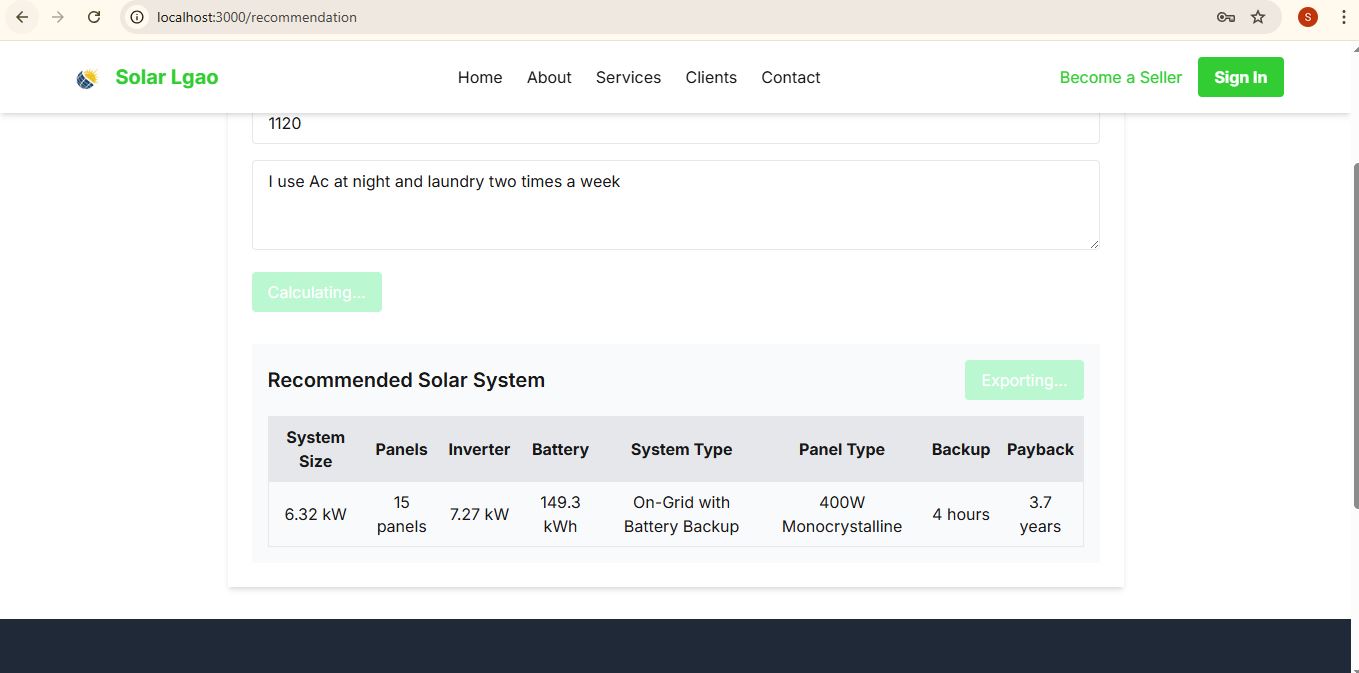 localhost:3000/recommendation
S
Solar Lgao
Home About Services Clients Contact
Become a Seller Sign In
1120
I use Ac at night and laundry two times a week
Calculating...
Recommended Solar System
Exporting...
System Size Panels Inverter Battery System Type Panel Type Backup Payback
6.32 kW 15 panels 7.27 kW 149.3 kWh On-Grid with Battery Backup 400W Monocrystalline 4 hours 3.7 years